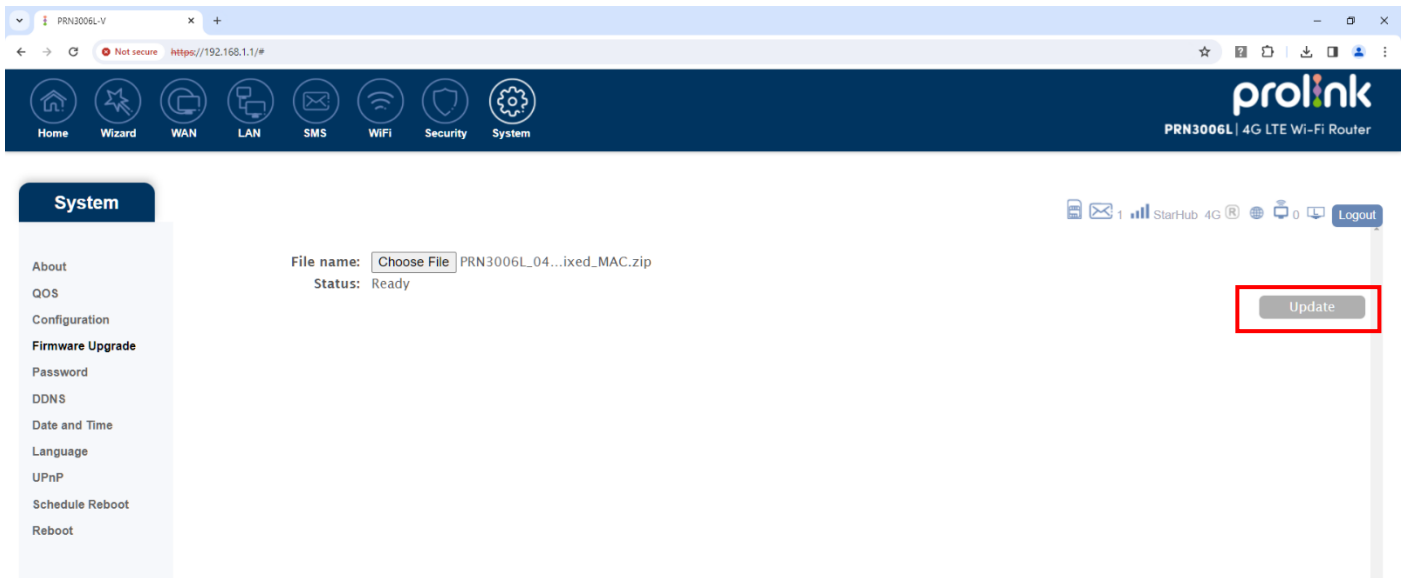 PRN3006L-V
Not secure https://192.168.1.1/#
Home Wizard WAN LAN SMS WiFi Security System
prolink
PRN3006L | 4G LTE Wi-Fi Router
System
1 StarHub 4G R 0 Logout
About
QOS
Configuration
Firmware Upgrade
Password
DDNS
Date and Time
Language
UPnP
Schedule Reboot
Reboot
File name: Choose File PRN3006L_04...ixed_MAC.zip
Status: Ready
Update